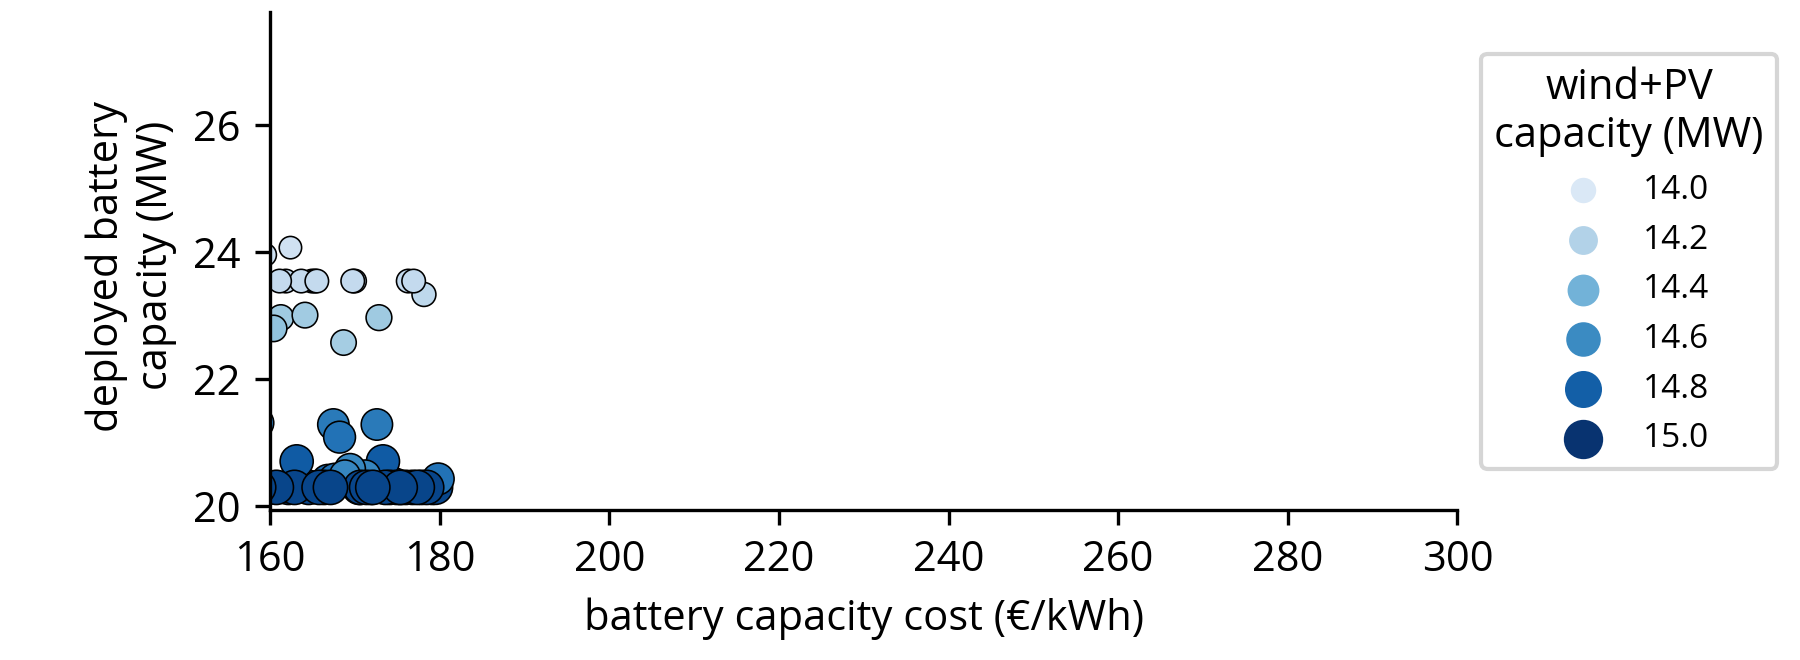 deployed battery
capacity (MW)
26
24
22
20
160 180 200 220 240 260 280 300
battery capacity cost (€/kWh)
wind+PV
capacity (MW)
14.0
14.2
14.4
14.6
14.8
15.0